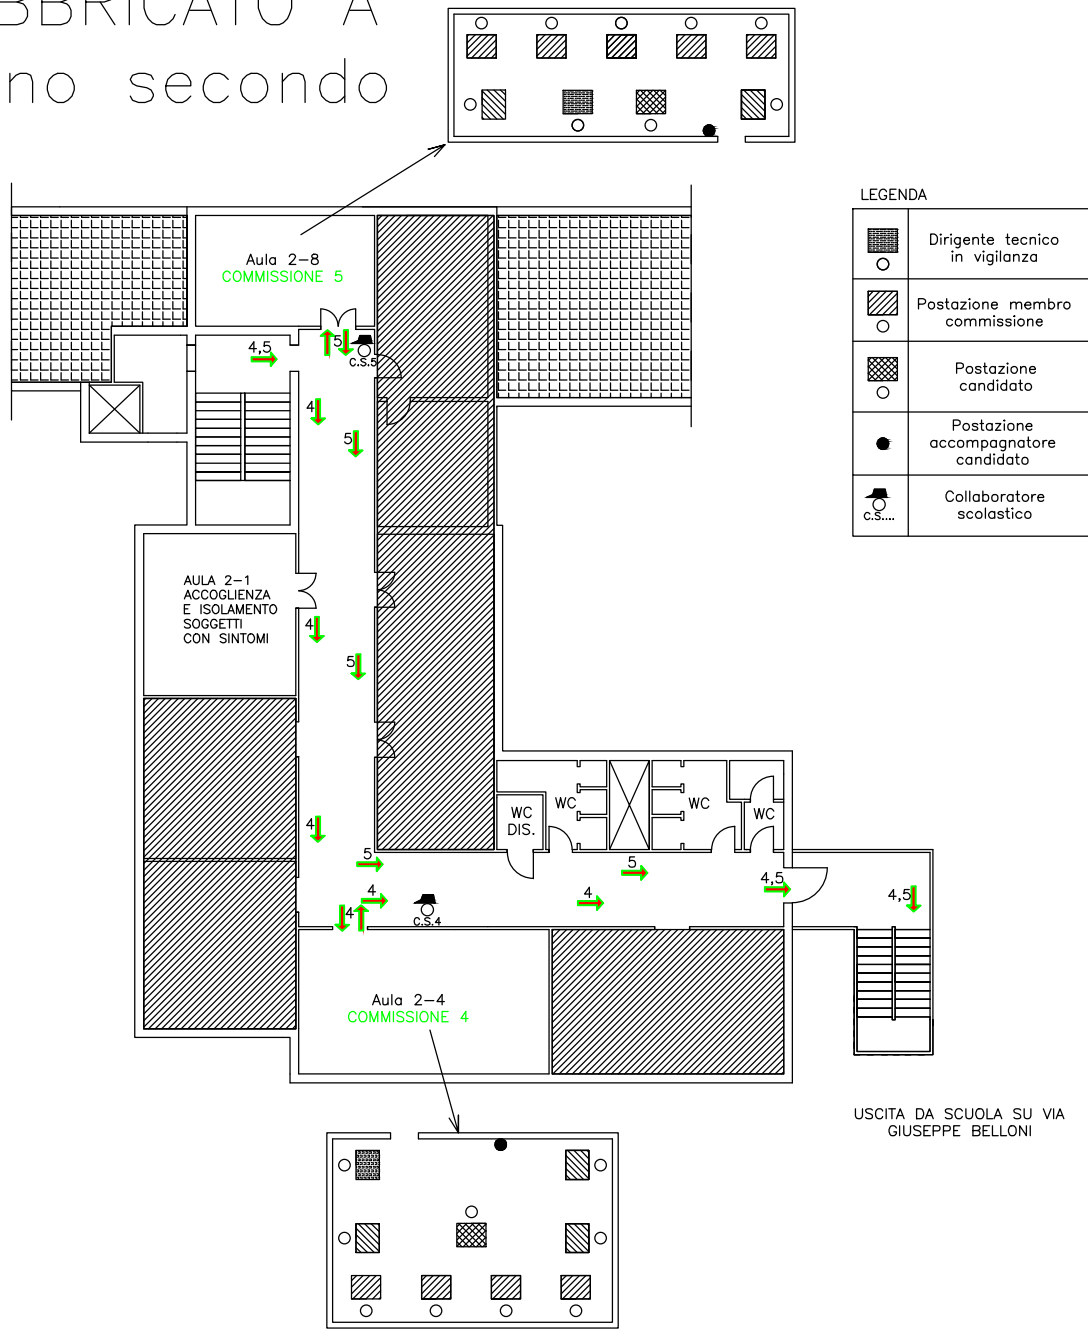 BBRICATO A
no secondo
LEGENDA
Dirigente tecnico
in vigilanza
Postazione membro
commissione
Postazione
candidato
Postazione
accompagnatore
candidato
C.S....
Collaboratore
scolastico
Aula 2-8
COMMISSIONE 5
4,5
5
C.S.5
4
5
AULA 2-1
ACCOGLIENZA
E ISOLAMENTO
SOGGETTI
CON SINTOMI
4
5
WC
DIS.
WC
WC
WC
4
5
5
4
4
4,5
4,5
4
C.S.4
Aula 2-4
COMMISSIONE 4
USCITA DA SCUOLA SU VIA
GIUSEPPE BELLONI